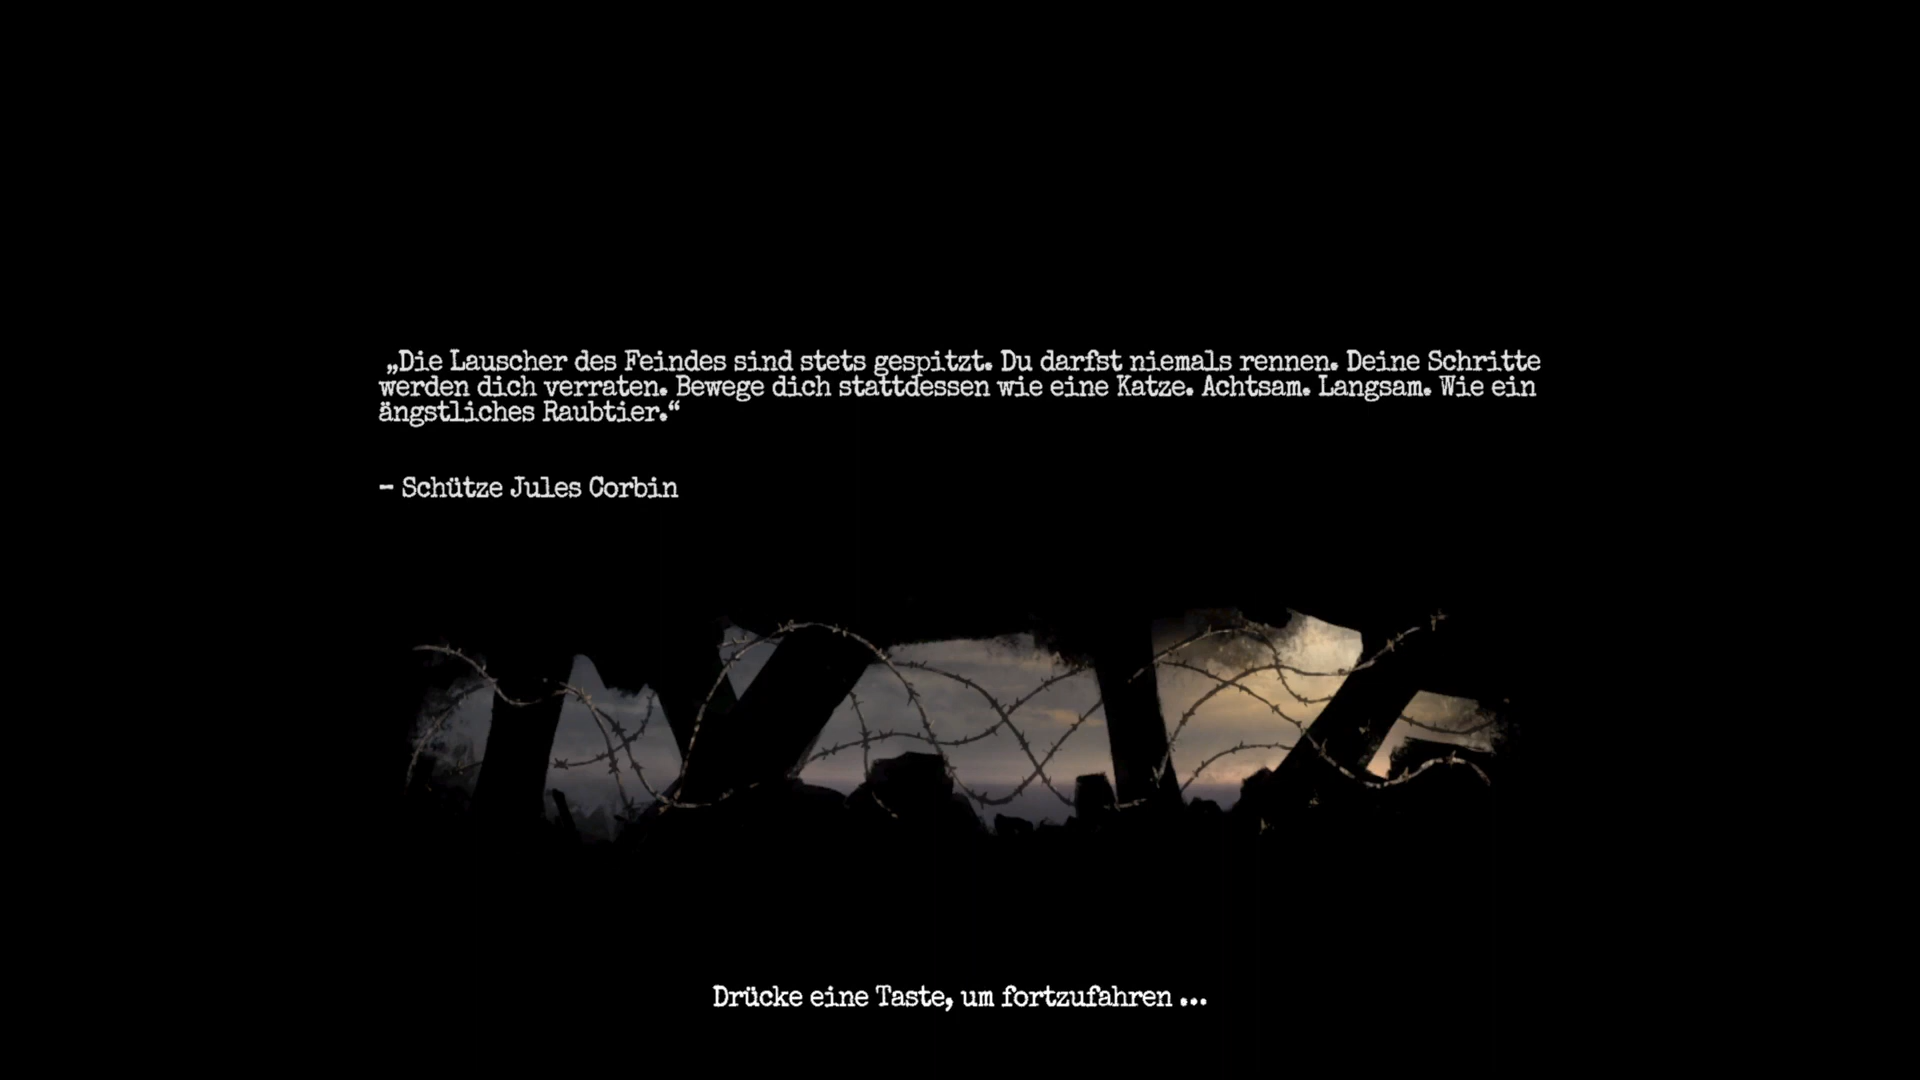 „Die Lauscher des Feindes sind stets gespitzt. Du darfst niemals rennen. Deine Schritte
werden dich verraten. Bewege dich stattdessen wie eine Katze. Achtsam. Langsam. Wie ein
ängstliches Raubtier.“
- Schütze Jules Corbin
Drücke eine Taste, um fortzufahren ...